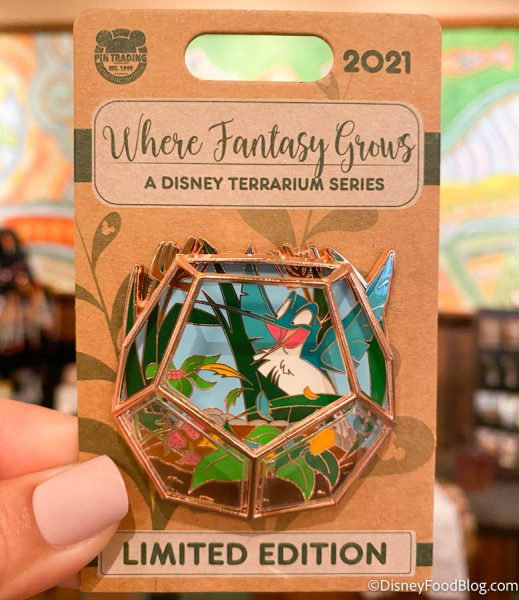 PIN TRADING
EST. 1999
2021
Where Fantasy Grows
A DISNEY TERRARIUM SERIES
LIMITED EDITION
©DisneyFoodBlog.com